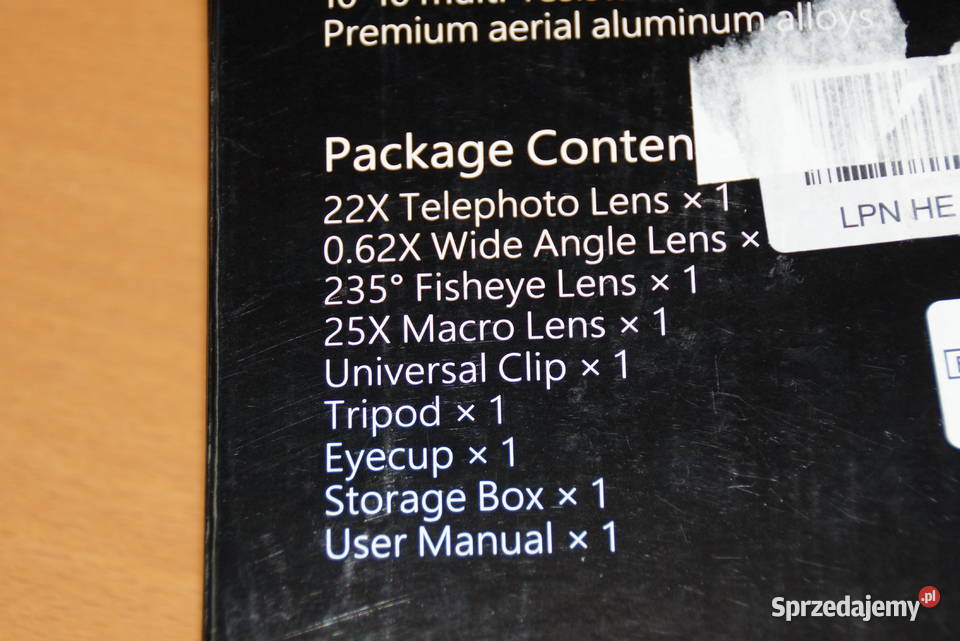 Premium aerial aluminum alloys
Package Conten
22X Telephoto Lens × 1
0.62X Wide Angle Lens ×
235° Fisheye Lens × 1
25X Macro Lens × 1
Universal Clip × 1
Tripod × 1
Eyecup × 1
Storage Box × 1
User Manual × 1
LPN HE
Sprzedajemy.pl